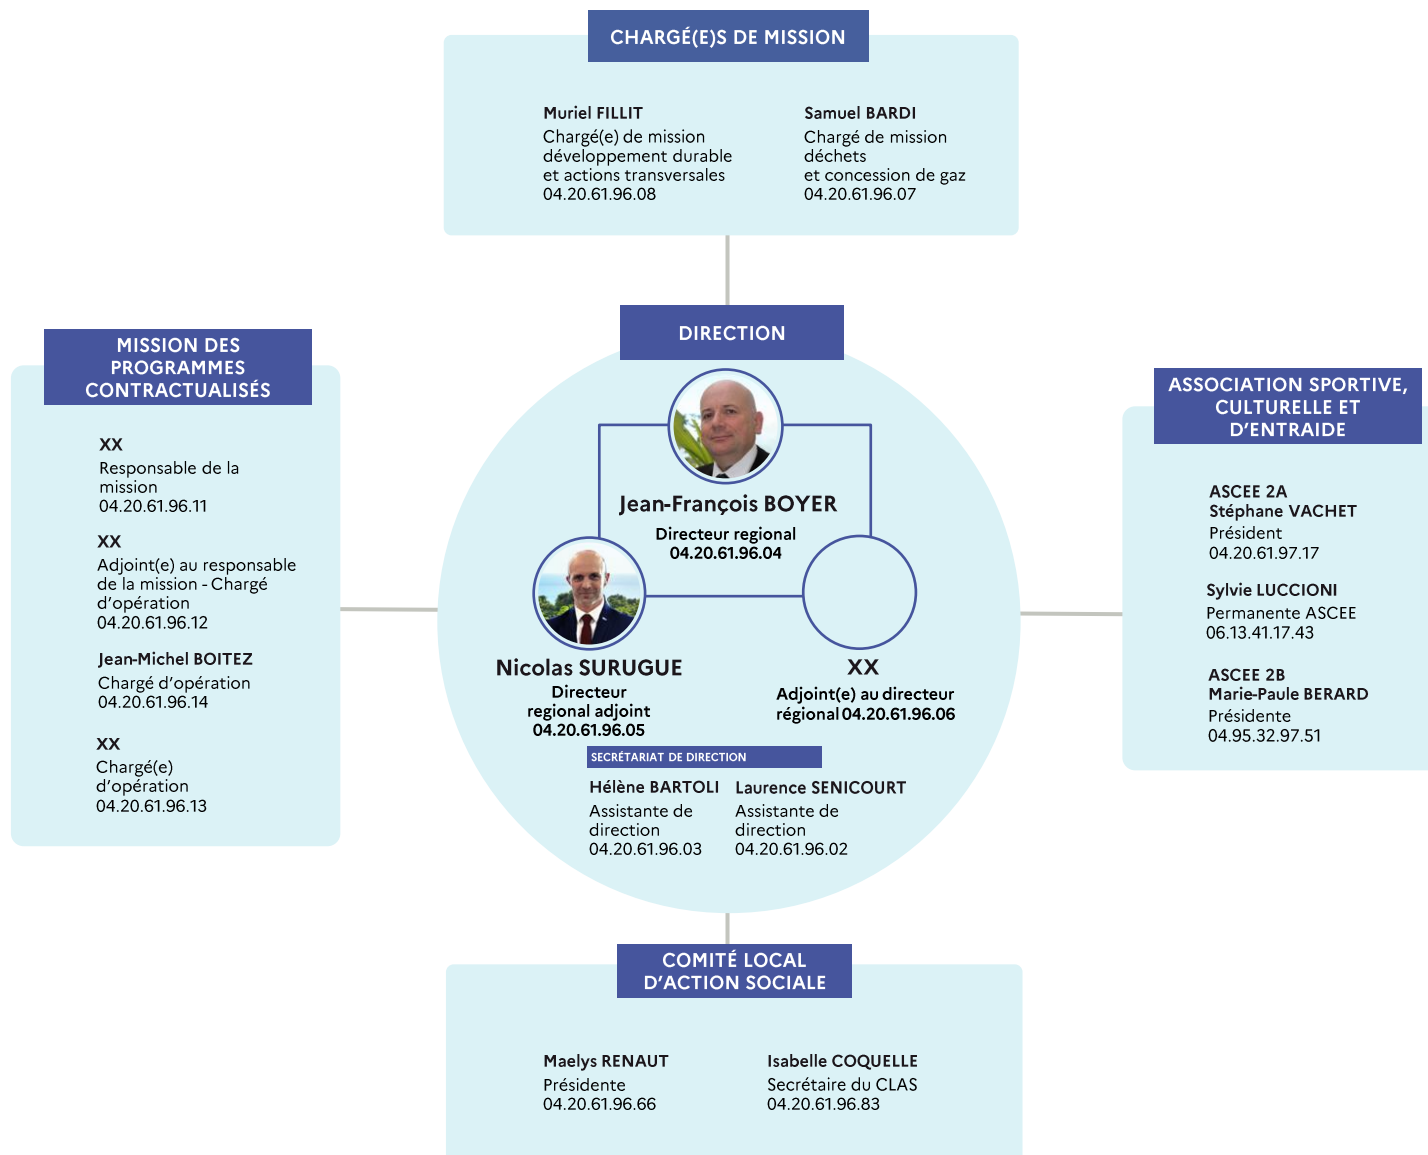 CHARGÉ(E)S DE MISSION
Muriel FILLIT
Chargé(e) de mission
développement durable
et actions transversales
04.20.61.96.08
Samuel BARDI
Chargé de mission
déchets
et concession de gaz
04.20.61.96.07
MISSION DES
PROGRAMMES
CONTRACTUALISÉS
XX
Responsable de la
mission
04.20.61.96.11
XX
Adjoint(e) au responsable
de la mission - Chargé
d'opération
04.20.61.96.12
Jean-Michel BOITEZ
Chargé d'opération
04.20.61.96.14
XX
Chargé(e)
d'opération
04.20.61.96.13
DIRECTION
Jean-François BOYER
Directeur regional
04.20.61.96.04
Nicolas SURUGUE
Directeur
regional adjoint
04.20.61.96.05
XX
Adjoint(e) au directeur
régional 04.20.61.96.06
SECRÉTARIAT DE DIRECTION
Hélène BARTOLI
Assistante de
direction
04.20.61.96.03
Laurence SENICOURT
Assistante de
direction
04.20.61.96.02
ASSOCIATION SPORTIVE,
CULTURELLE ET
D'ENTRAIDE
ASCEE 2A
Stéphane VACHET
Président
04.20.61.97.17
Sylvie LUCCIONI
Permanente ASCEE
06.13.41.17.43
ASCEE 2B
Marie-Paule BERARD
Présidente
04.95.32.97.51
COMITÉ LOCAL
D'ACTION SOCIALE
Maelys RENAUT
Présidente
04.20.61.96.66
Isabelle COQUELLE
Secrétaire du CLAS
04.20.61.96.83